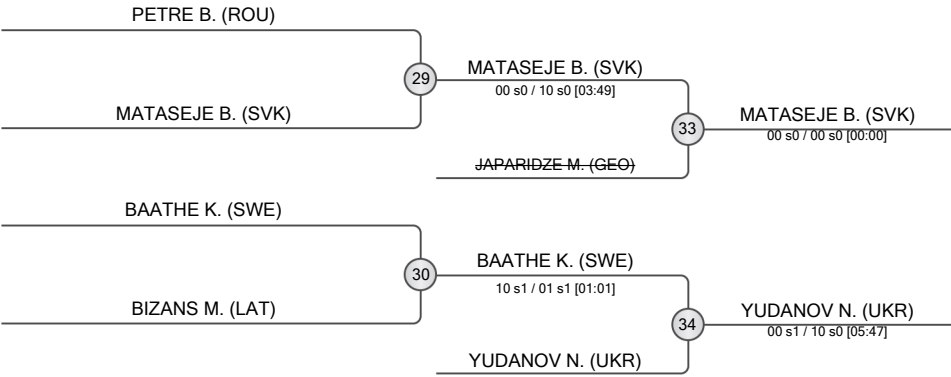 PETRE B. (ROU)
29
MATASEJE B. (SVK)
00 s0 / 10 s0 [03:49]
MATASEJE B. (SVK)
33
MATASEJE B. (SVK)
00 s0 / 00 s0 [00:00]
JAPARIDZE M. (GEO)
BAATHE K. (SWE)
30
BAATHE K. (SWE)
10 s1 / 01 s1 [01:01]
BIZANS M. (LAT)
34
YUDANOV N. (UKR)
00 s1 / 10 s0 [05:47]
YUDANOV N. (UKR)